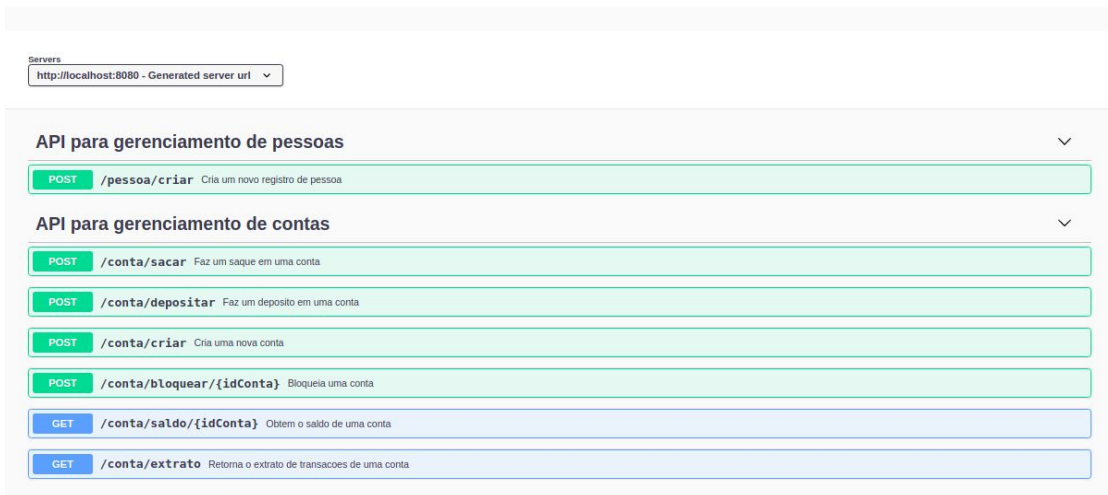 Servers
http://localhost:8080 - Generated server url
API para gerenciamento de pessoas
POST /pessoa/criar Cria um novo registro de pessoa
API para gerenciamento de contas
POST /conta/sacar Faz um saque em uma conta
POST /conta/depositar Faz um deposito em uma conta
POST /conta/criar Cria uma nova conta
POST /conta/bloquear/{idConta} Bloqueia uma conta
GET /conta/saldo/{idConta} Obtem o saldo de uma conta
GET /conta/extrato Retorna o extrato de transacoes de uma conta